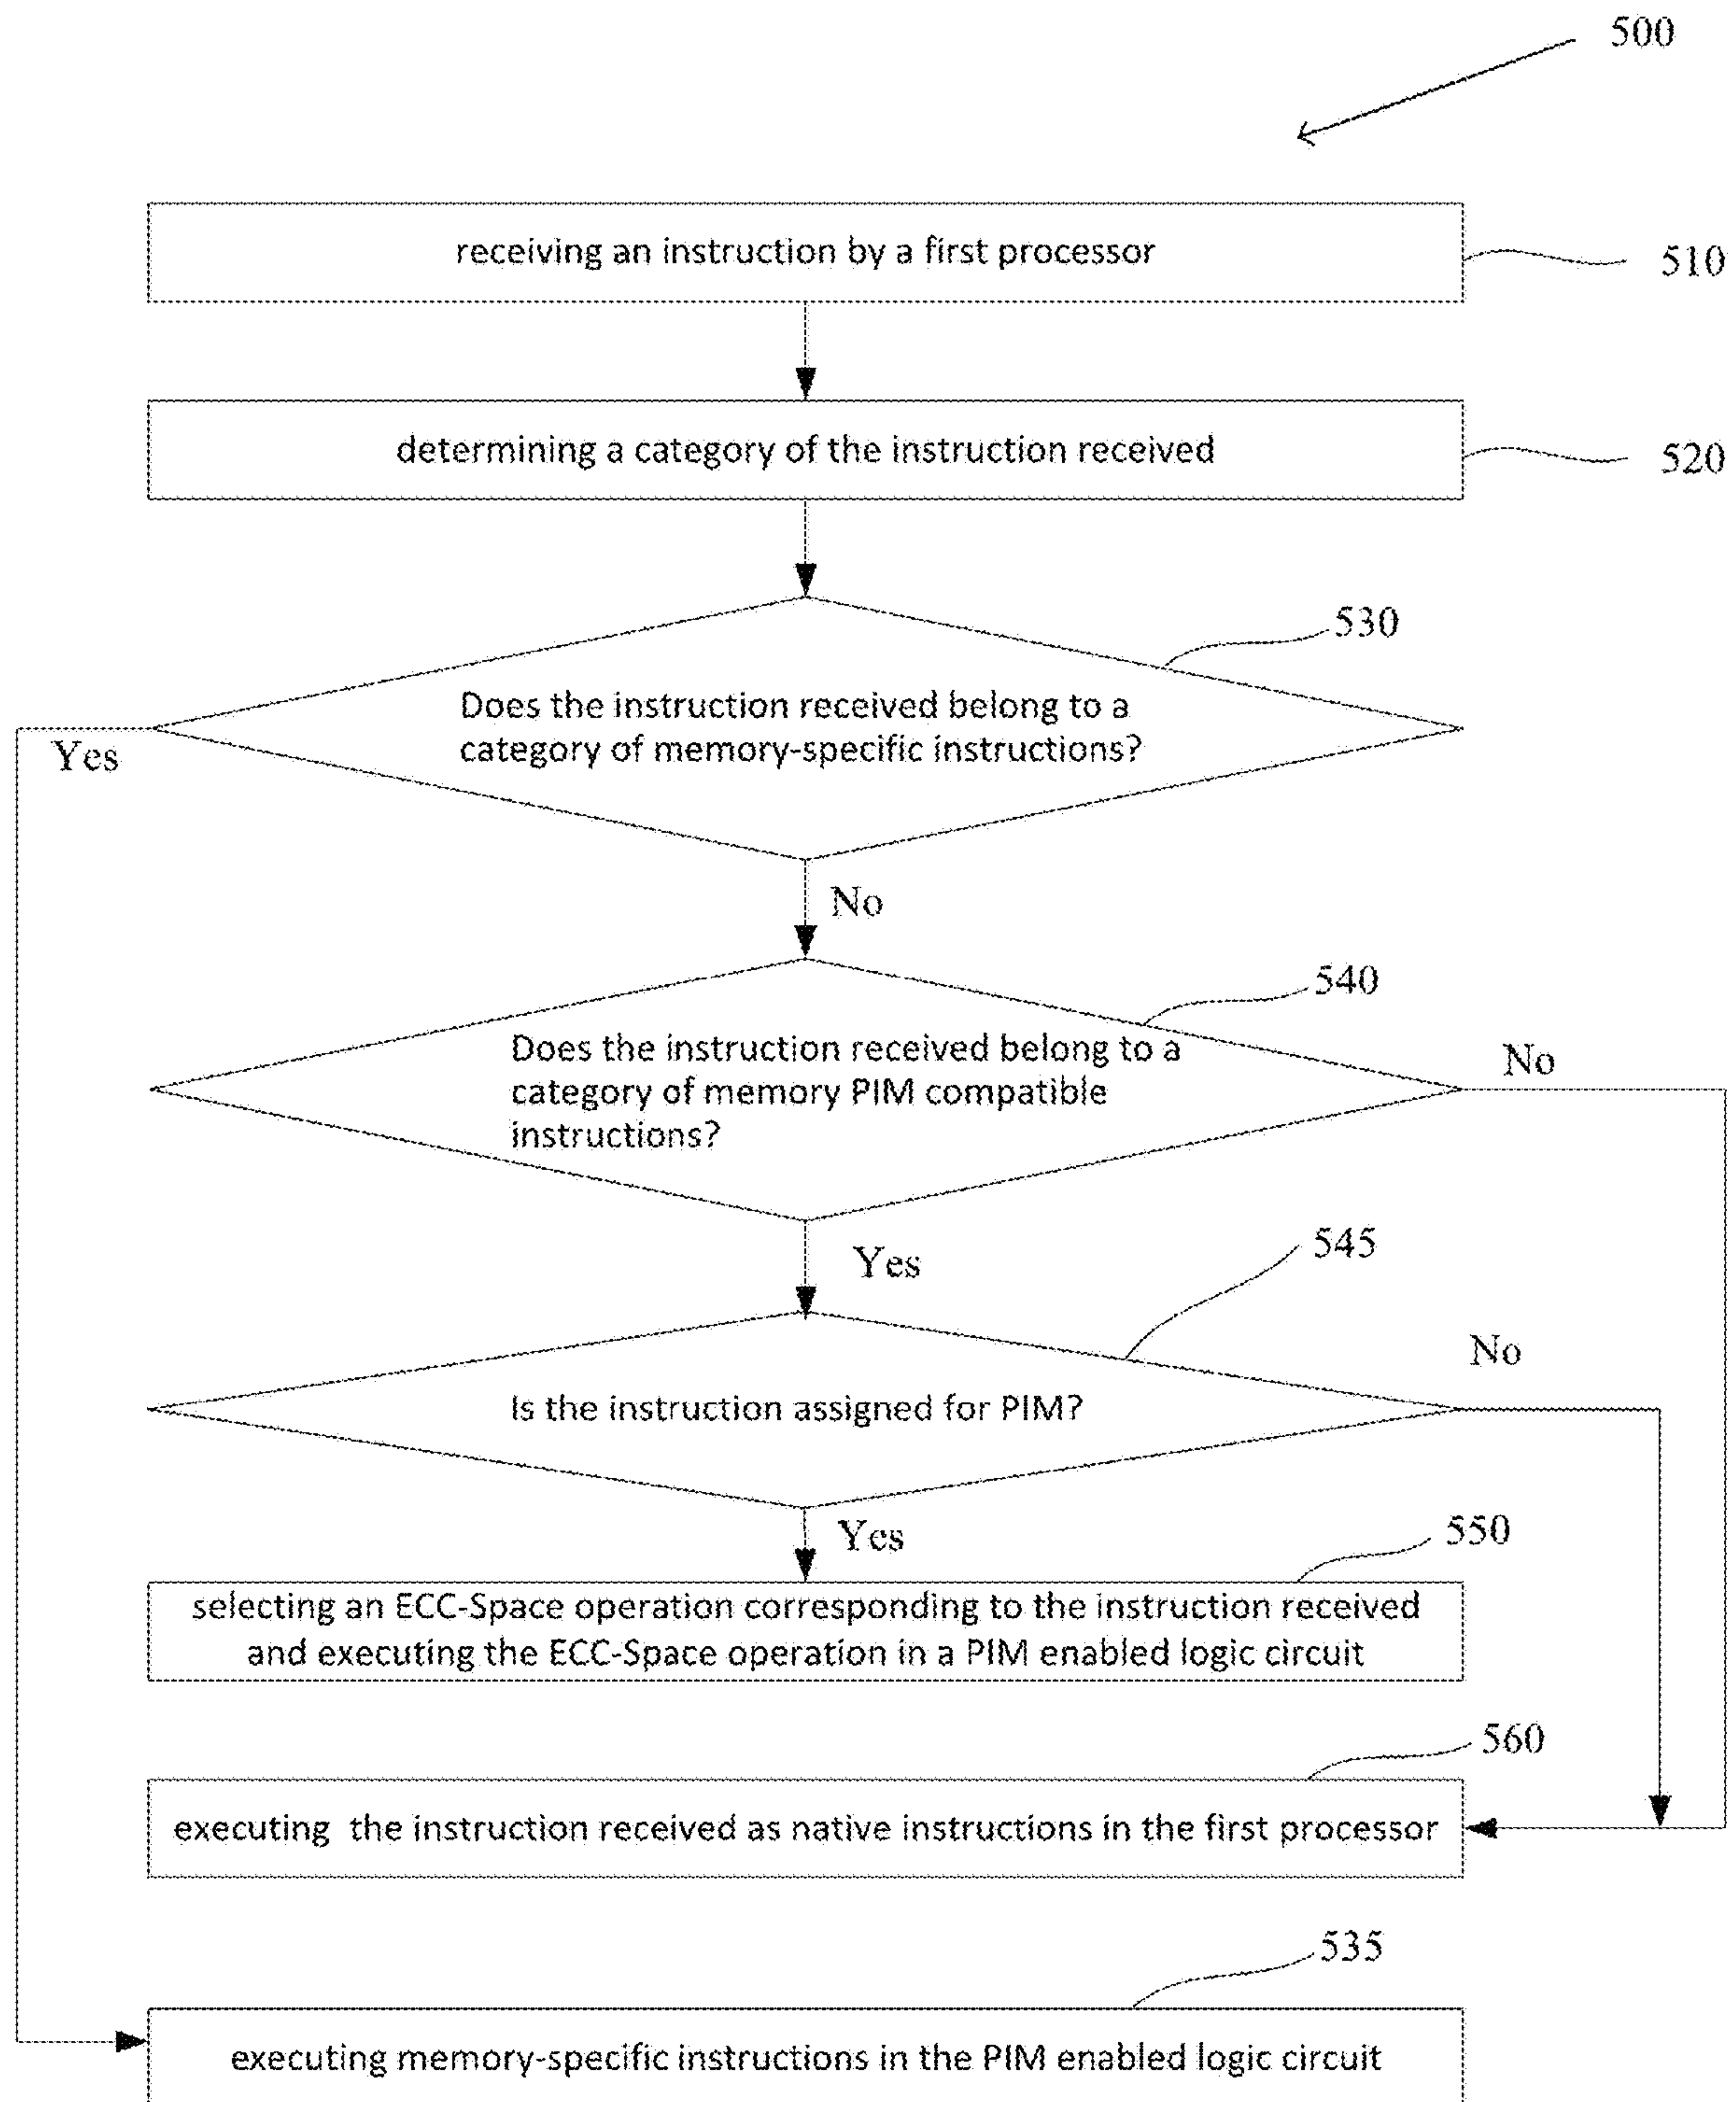 500
receiving an instruction by a first processor
510
determining a category of the instruction received
520
530
Does the instruction received belong to a
category of memory-specific instructions?
Yes
No
540
Does the instruction received belong to a
category of memory PIM compatible
instructions?
No
Yes
545
No
Is the instruction assigned for PIM?
Yes
550
selecting an ECC-Space operation corresponding to the instruction received
and executing the ECC-Space operation in a PIM enabled logic circuit
560
executing the instruction received as native instructions in the first processor
535
executing memory-specific instructions in the PIM enabled logic circuit